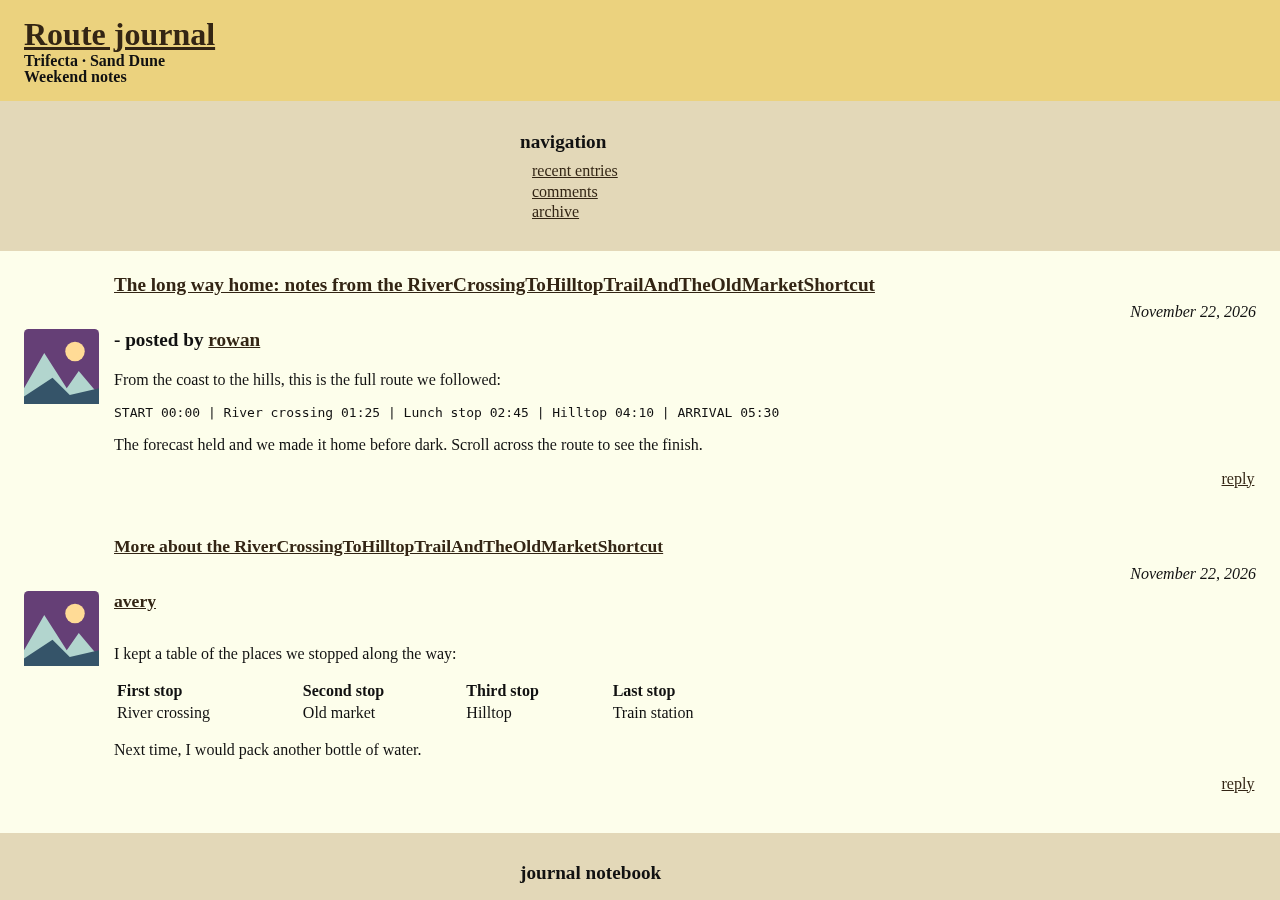 Route journal
Trifecta · Sand Dune
Weekend notes
navigation
recent entries
comments
archive
The long way home: notes from the RiverCrossingToHilltopTrailAndTheOldMarketShortcut
November 22, 2026
- posted by rowan
From the coast to the hills, this is the full route we followed:
START 00:00 | River crossing 01:25 | Lunch stop 02:45 | Hilltop 04:10 | ARRIVAL 05:30
The forecast held and we made it home before dark. Scroll across the route to see the finish.
reply
More about the RiverCrossingToHilltopTrailAndTheOldMarketShortcut
November 22, 2026
avery
I kept a table of the places we stopped along the way:
First stop Second stop Third stop Last stop
River crossing Old market Hilltop Train station
Next time, I would pack another bottle of water.
reply
journal notebook